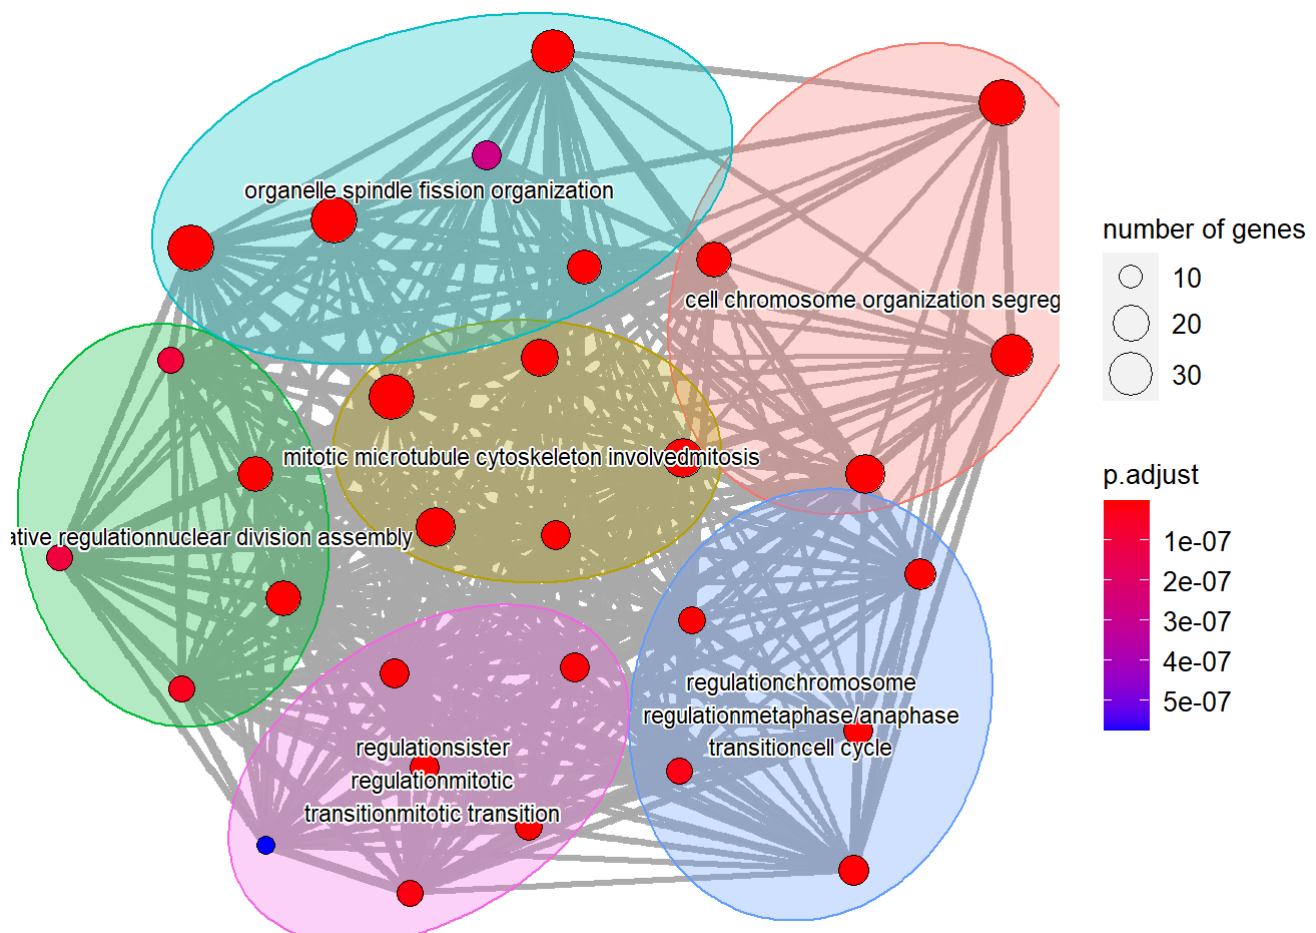 organelle spindle fission organization
cell chromosome organization segreg
mitotic microtubule cytoskeleton involvedmitosis
ative regulationnuclear division assembly
regulationchromosome
regulationmetaphase/anaphase
transitioncell cycle
regulationsister
regulationmitotic
transitionmitotic transition
number of genes
10
20
30
p.adjust
1e-07
2e-07
3e-07
4e-07
5e-07